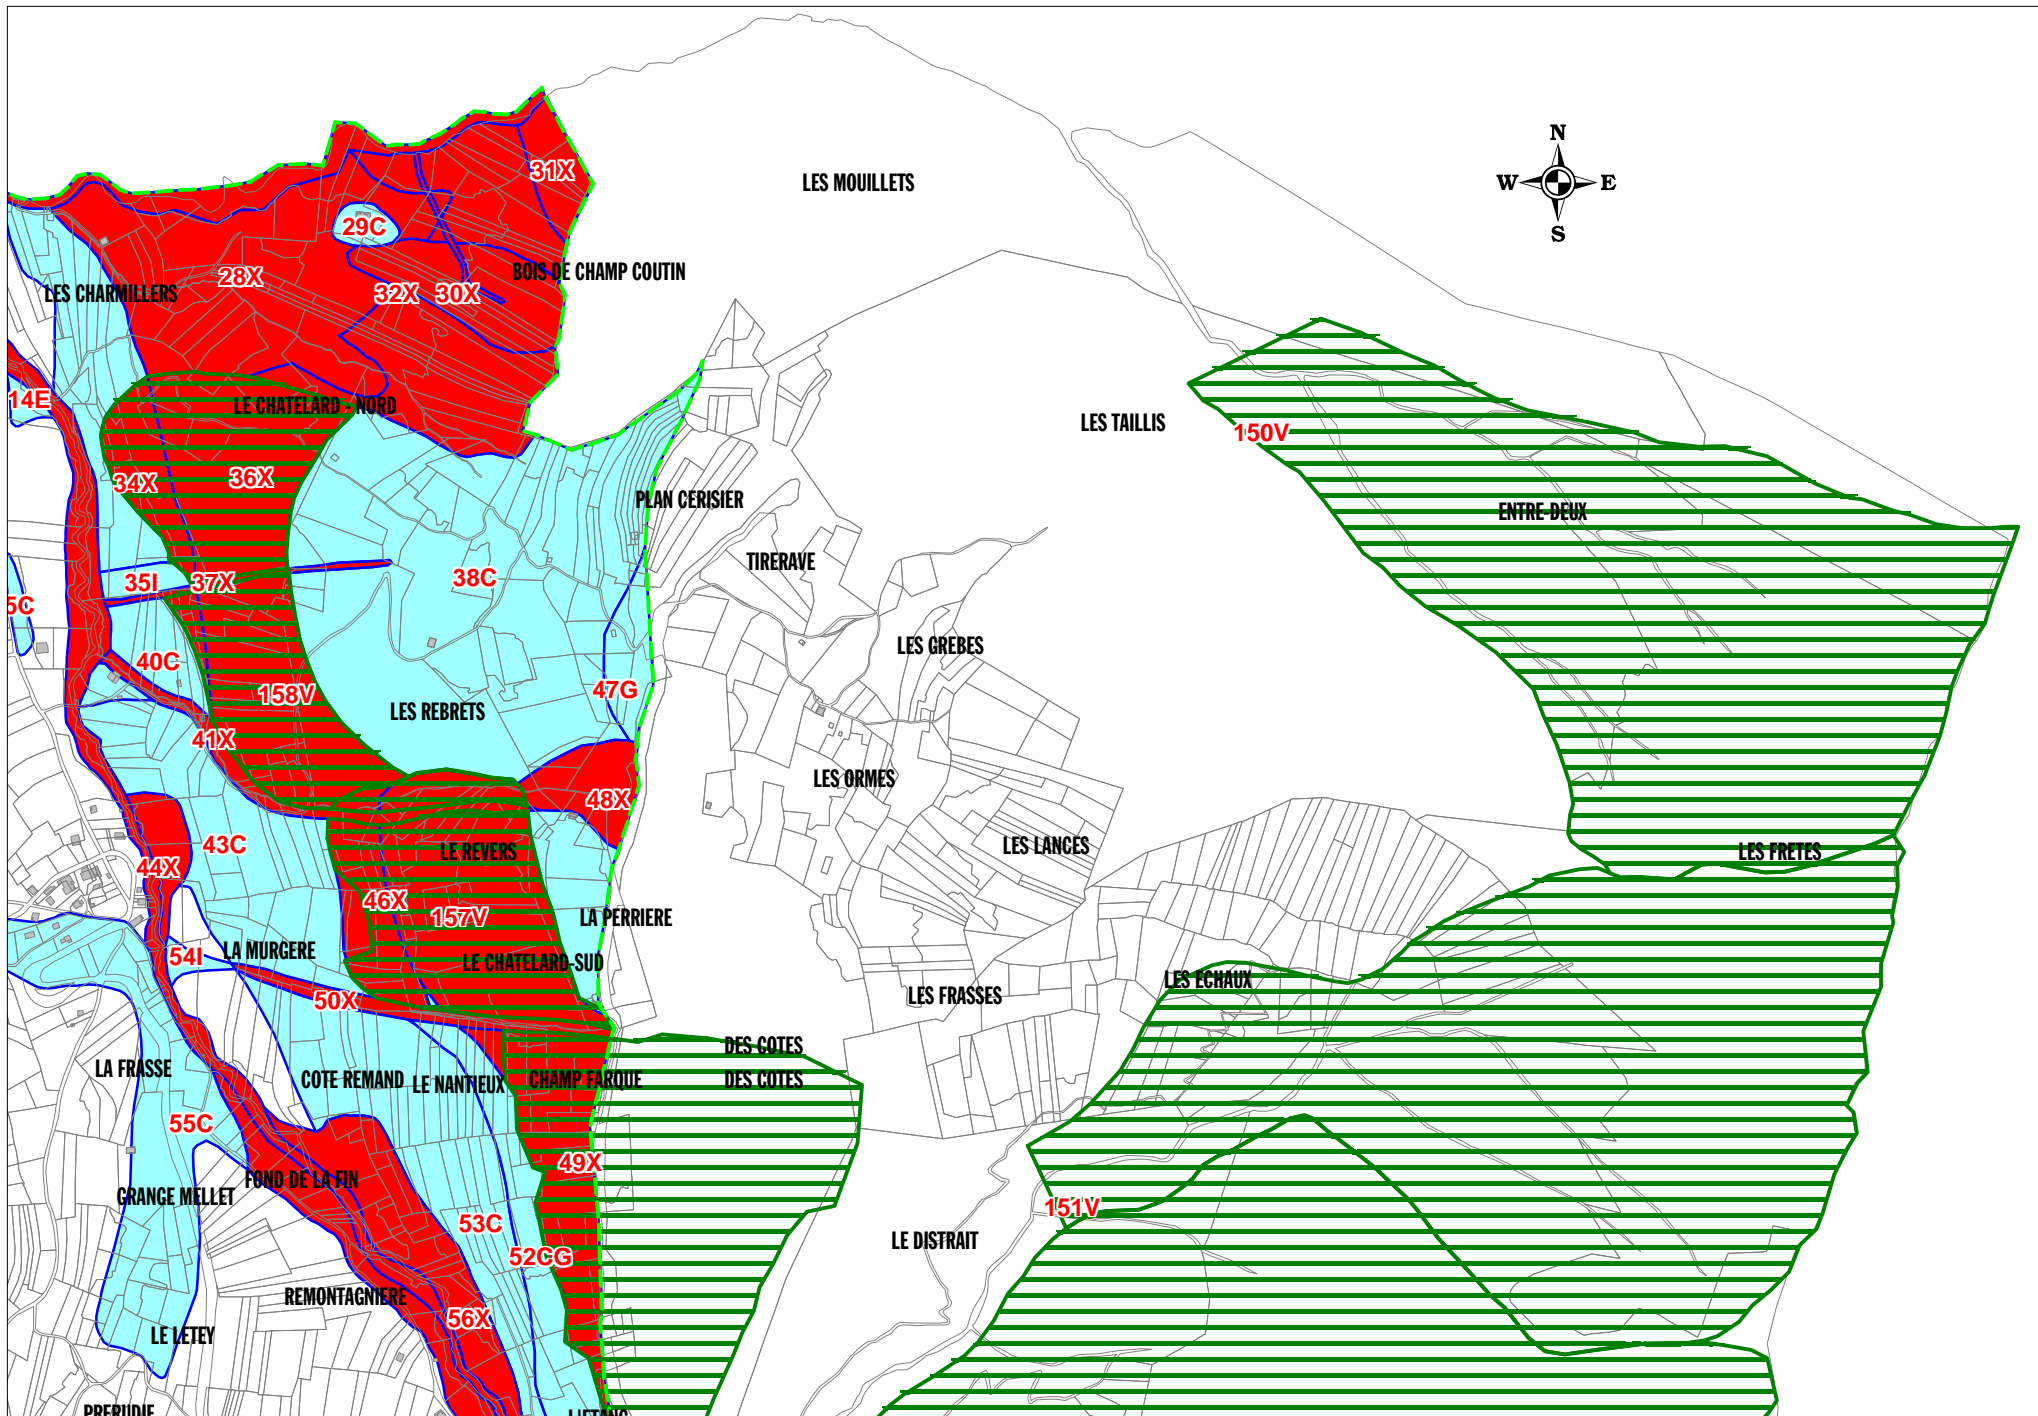 N
W E
S
31X
LES MOUILLETS
29C
BOIS DE CHAMP COUTIN
28X
LES CHARMILLERS
32X
30X
14E
LE CHATELARD - NORD
LES TAILLIS
150V
34X
36X
PLAN CERISIER
ENTRE-DEUX
TIRERAVE
35I
37X
38C
5C
LES GREBES
40C
158V
47G
LES REBRETS
41X
LES ORMES
48X
43C
LE REVERS
LES LANCES
LES FRETES
44X
46X
157V
LA PERRIERE
LA MURGERE
54I
LE CHATELARD-SUD
LES ECHAUX
50X
LES FRASSES
DES COTES
LA FRASSE
COTE REMAND
LE NANTIEUX
CHAMP FARQUE
DES COTES
55C
49X
FOND DE LA FIN
GRANGE MELLET
151V
53C
LE DISTRAIT
52CG
REMONTAGNIERE
56X
LE LETEY